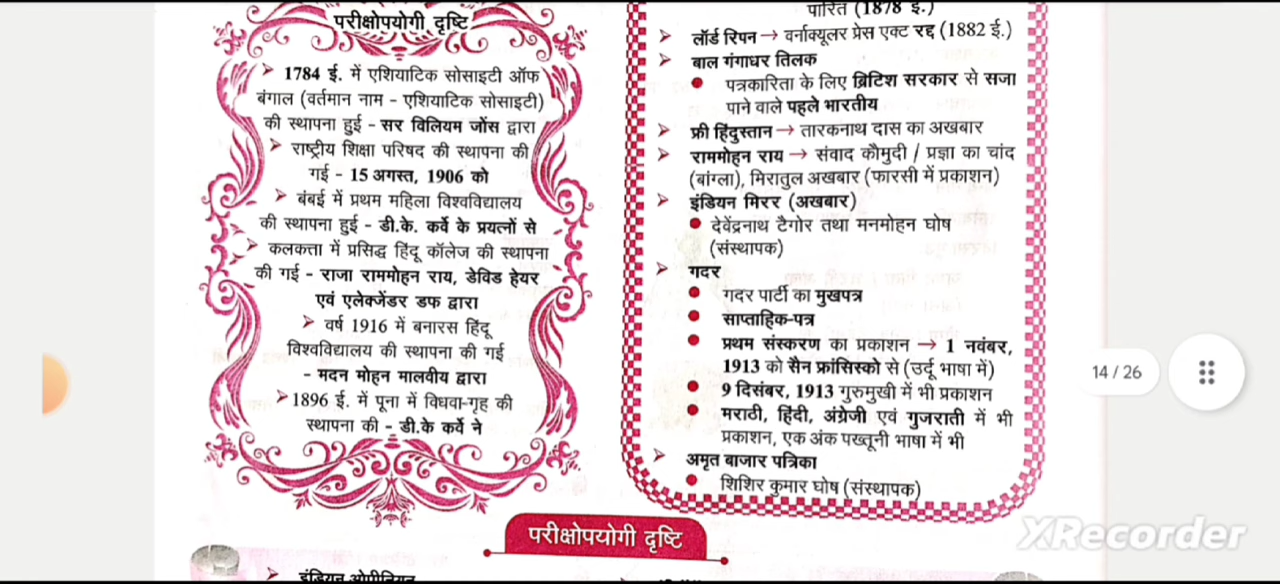 परीक्षोपयोगी दृष्टि
➢ 1784 ई. में एशियाटिक सोसाइटी ऑफ
बंगाल (वर्तमान नाम - एशियाटिक सोसाइटी)
की स्थापना हुई - सर विलियम जोंस द्वारा
➢ राष्ट्रीय शिक्षा परिषद की स्थापना की
गई - 15 अगस्त, 1906 को
➢ बंबई में प्रथम महिला विश्वविद्यालय
की स्थापना हुई - डी.के. कर्वे के प्रयत्नों से
➢ कलकत्ता में प्रसिद्ध हिंदू कॉलेज की स्थापना
की गई - राजा राममोहन राय, डेविड हेयर
एवं एलेक्जेंडर डफ द्वारा
➢ वर्ष 1916 में बनारस हिंदू
विश्वविद्यालय की स्थापना की गई
- मदन मोहन मालवीय द्वारा
➢ 1896 ई. में पूना में विधवा-गृह की
स्थापना की - डी.के कर्वे ने
पारित (1878 ई.)
➢ लॉर्ड रिपन → वर्नाक्यूलर प्रेस एक्ट रद्द (1882 ई.)
➢ बाल गंगाधर तिलक
● पत्रकारिता के लिए ब्रिटिश सरकार से सजा
पाने वाले पहले भारतीय
➢ फ्री हिंदुस्तान → तारकनाथ दास का अखबार
➢ राममोहन राय → संवाद कौमुदी / प्रज्ञा का चांद
(बांग्ला), मिरातुल अखबार (फारसी में प्रकाशन)
➢ इंडियन मिरर (अखबार)
● देवेंद्रनाथ टैगोर तथा मनमोहन घोष
(संस्थापक)
➢ गदर
● गदर पार्टी का मुखपत्र
● साप्ताहिक-पत्र
● प्रथम संस्करण का प्रकाशन → 1 नवंबर,
1913 को सैन फ्रांसिस्को से (उर्दू भाषा में)
● 9 दिसंबर, 1913 गुरुमुखी में भी प्रकाशन
● मराठी, हिंदी, अंग्रेजी एवं गुजराती में भी
प्रकाशन, एक अंक पख्तूनी भाषा में भी
➢ अमृत बाजार पत्रिका
● शिशिर कुमार घोष (संस्थापक)
14 / 26
परीक्षोपयोगी दृष्टि
XRecorder
➢ इंडियन ओपीनियन